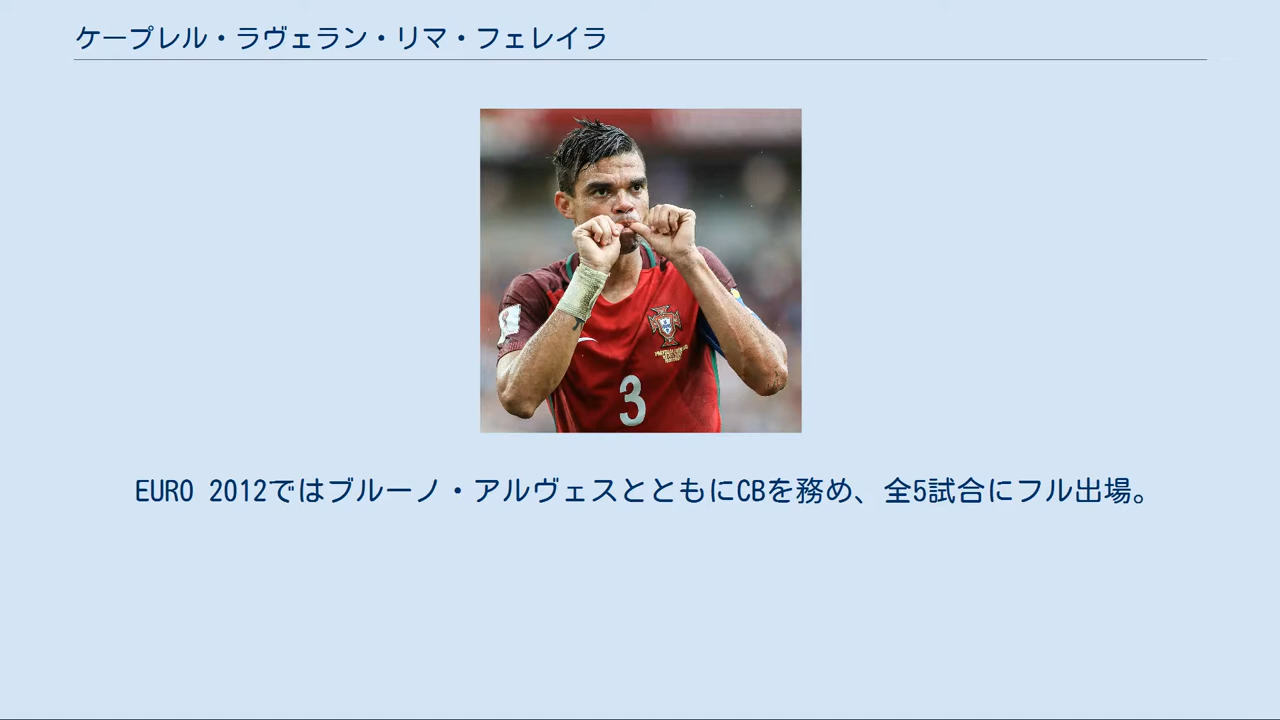 ケープレル・ラヴェラン・リマ・フェレイラ
3
EURO 2012ではブルーノ・アルヴェスとともにCBを務め、全5試合にフル出場。